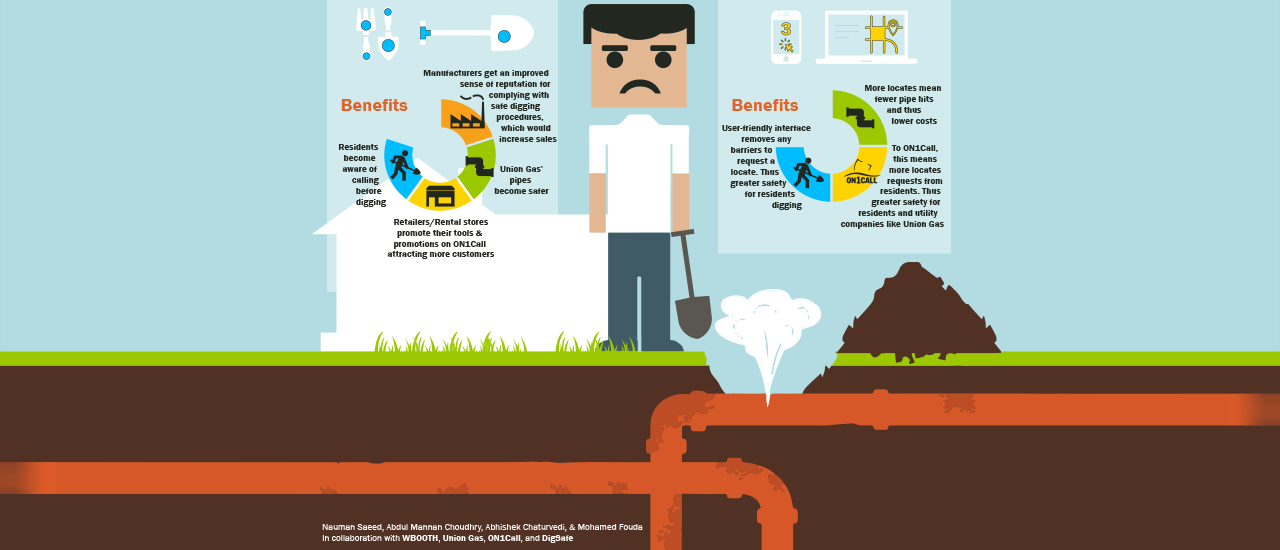 Benefits
Manufacturers get an improved
sense of reputation for
complying with
safe digging
procedures,
which would
increase sales
Residents
become
aware of
calling
before
digging
Union Gas'
pipes
become safer
Retailers/Rental stores
promote their tools &
promotions on ON1Call
attracting more customers
3
Benefits
More locates mean
fewer pipe hits
and thus
lower costs
User-friendly interface
removes any
barriers to
request a
locate. Thus
greater safety
for residents
digging
ON1CALL
To ON1Call,
this means
more locates
requests from
residents. Thus
greater safety for
residents and utility
companies like Union Gas
Nauman Saeed, Abdul Mannan Choudhry, Abhishek Chaturvedi, & Mohamed Fouda
In collaboration with WBOOTH, Union Gas, ON1Call, and DigSafe